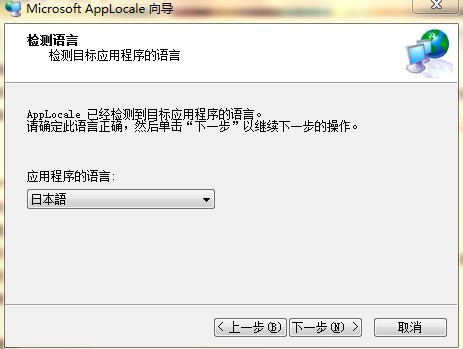 Microsoft AppLocale 向导
检测语言
检测目标应用程序的语言
AppLocale 已经检测到目标应用程序的语言。
请确定此语言正确，然后单击“下一步”以继续下一步的操作。
应用程序的语言:
日本語
< 上一步(B) 下一步(N) > 取消